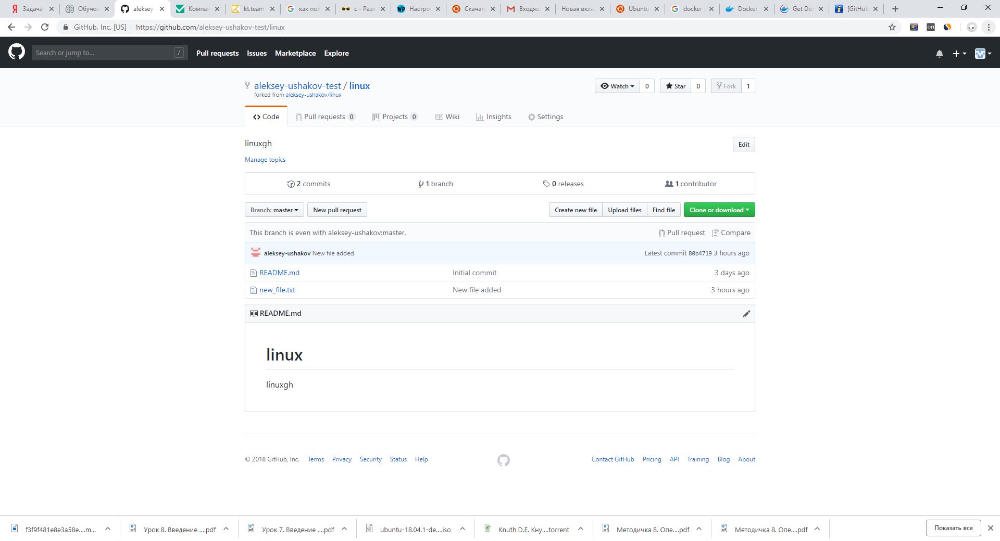 Задача
Обучен
aleksey-
Компан
kt.team
как пол
с - Разл
Настро
Скачать
Входящ
Новая вкла
Ubuntu
docker
Docker
Get Doc
[GitHub
GitHub, Inc. [US] https://github.com/aleksey-ushakov-test/linux
on
Search or jump to... / Pull requests Issues Marketplace Explore
aleksey-ushakov-test / linux Watch 0 Star 0 Fork 1
forked from aleksey-ushakov/linux
Code Pull requests 0 Projects 0 Wiki Insights Settings
linuxgh Edit
Manage topics
2 commits 1 branch 0 releases 1 contributor
Branch: master New pull request Create new file Upload files Find file Clone or download
This branch is even with aleksey-ushakov:master. Pull request Compare
aleksey-ushakov New file added Latest commit 80b4719 3 hours ago
README.md Initial commit 3 days ago
new_file.txt New file added 3 hours ago
README.md
linux
linuxgh
© 2018 GitHub, Inc. Terms Privacy Security Status Help Contact GitHub Pricing API Training Blog About
f3f9f481e8e3a58e....m... Урок 8. Введение ....pdf Урок 7. Введение ....pdf ubuntu-18.04.1-de....iso Knuth D.E. Кну....torrent Методичка 8. Опе....pdf Методичка 8. Опе....pdf Показать все